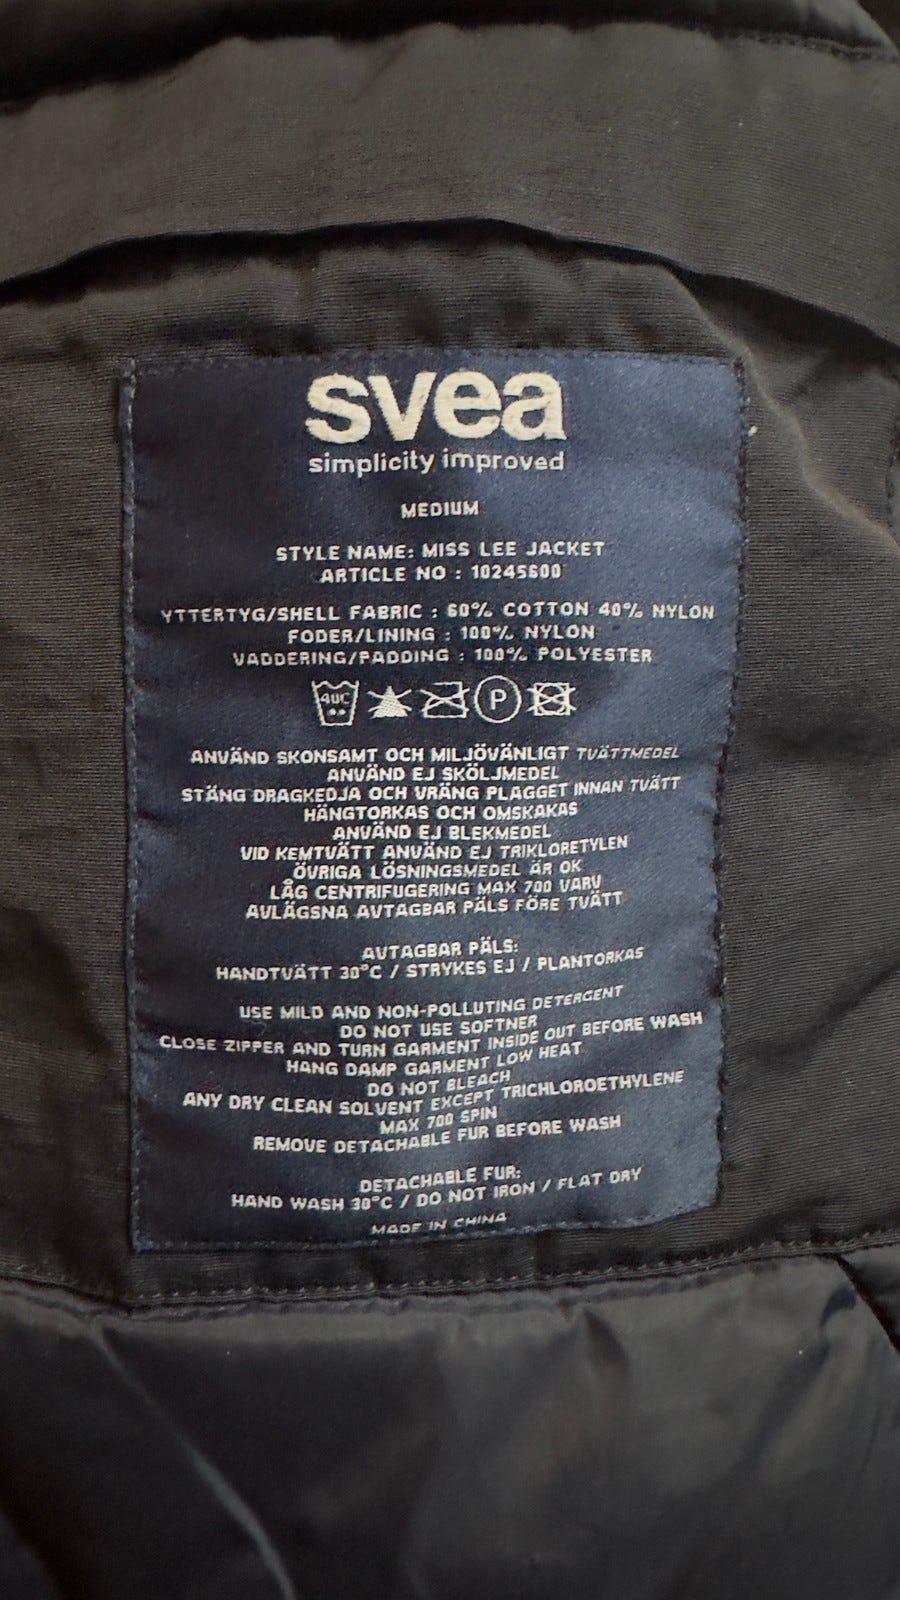 svea
simplicity improved
MEDIUM
STYLE NAME: MISS LEE JACKET
ARTICLE NO : 10245600
YTTERTYG/SHELL FABRIC : 60% COTTON 40% NYLON
FODER/LINING : 100% NYLON
VADDERING/PADDING : 100% POLYESTER
40C P
ANVÄND SKONSAMT OCH MILJÖVÄNLIGT TVÄTTMEDEL
ANVÄND EJ SKÖLJMEDEL
STÄNG DRAGKEDJA OCH VRÄNG PLAGGET INNAN TVÄTT
HÄNGTORKAS OCH OMSKAKAS
ANVÄND EJ BLEKMEDEL
VID KEMTVÄTT ANVÄND EJ TRIKLORETYLEN
ÖVRIGA LÖSNINGSMEDEL ÄR OK
LÅG CENTRIFUGERING MAX 700 VARV
AVLÄGSNA AVTAGBAR PÄLS FÖRE TVÄTT
AVTAGBAR PÄLS:
HANDTVÄTT 30°C / STRYKES EJ / PLANTORKAS
USE MILD AND NON-POLLUTING DETERGENT
DO NOT USE SOFTNER
CLOSE ZIPPER AND TURN GARMENT INSIDE OUT BEFORE WASH
HANG DAMP GARMENT LOW HEAT
DO NOT BLEACH
ANY DRY CLEAN SOLVENT EXCEPT TRICHLOROETHYLENE
MAX 700 SPIN
REMOVE DETACHABLE FUR BEFORE WASH
DETACHABLE FUR:
HAND WASH 30°C / DO NOT IRON / FLAT DRY
MADE IN CHINA